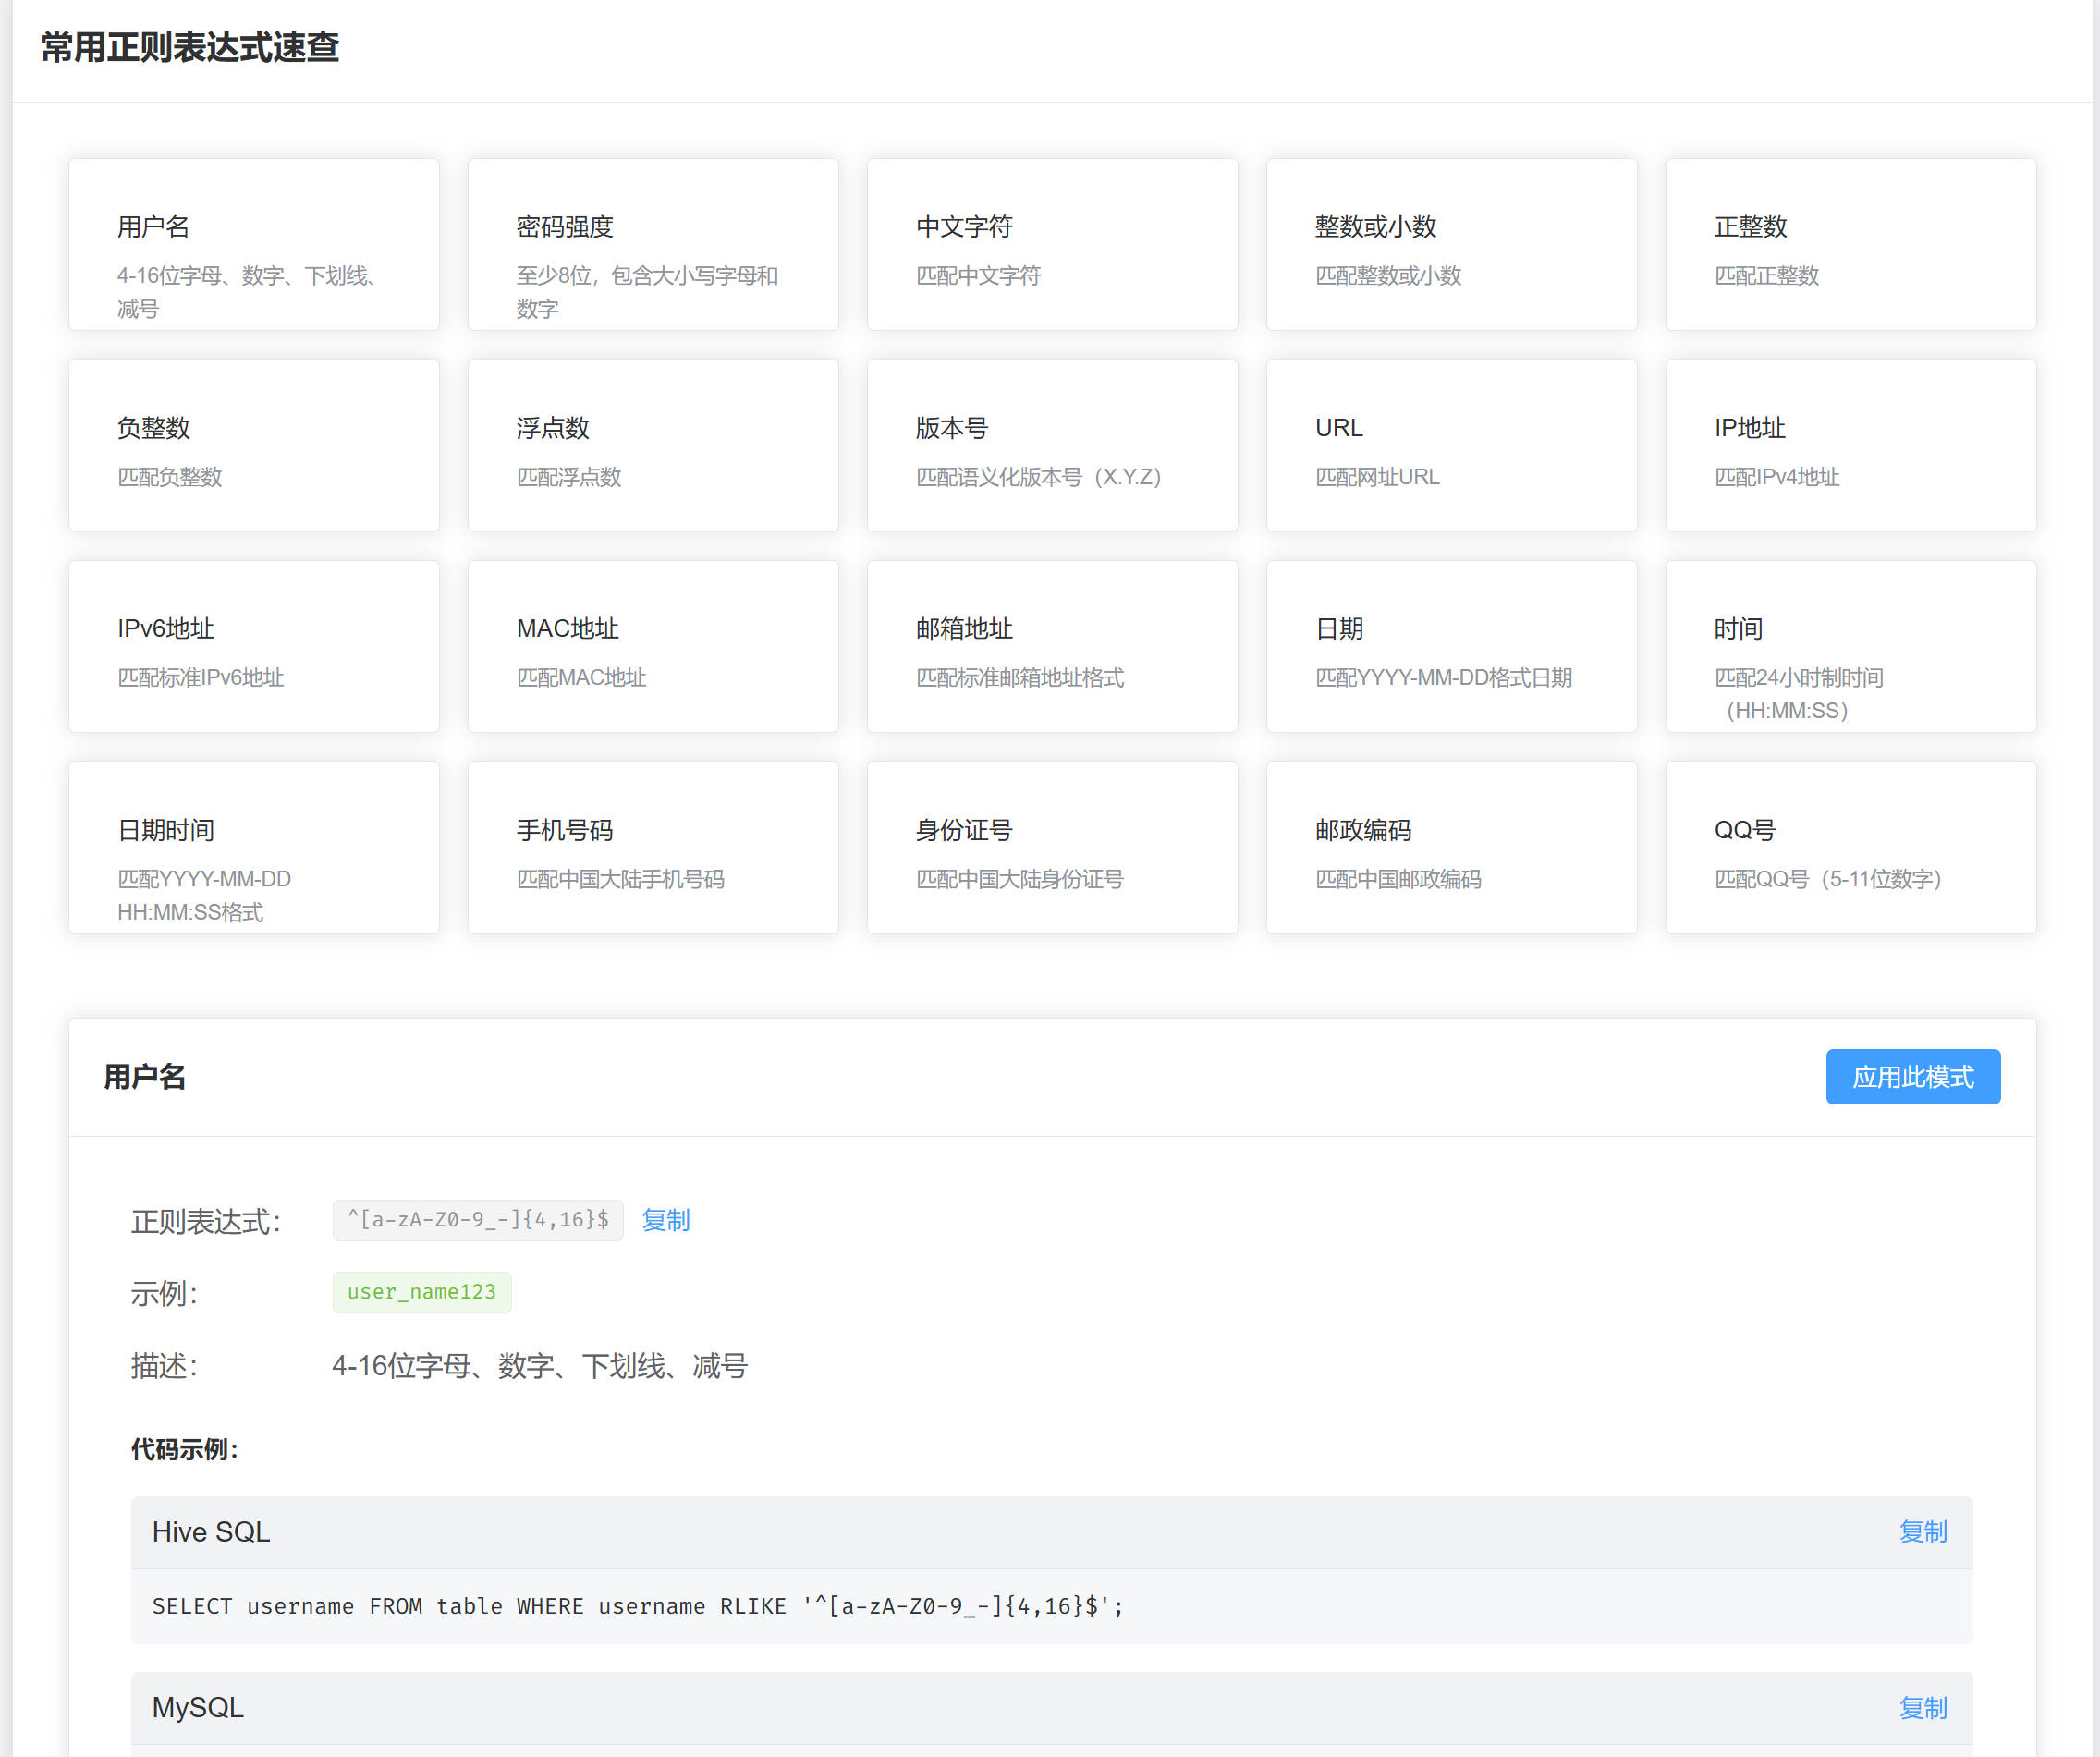 常用正则表达式速查
用户名
4-16位字母、数字、下划线、
减号
密码强度
至少8位，包含大小写字母和
数字
中文字符
匹配中文字符
整数或小数
匹配整数或小数
正整数
匹配正整数
负整数
匹配负整数
浮点数
匹配浮点数
版本号
匹配语义化版本号（X.Y.Z）
URL
匹配网址URL
IP地址
匹配IPv4地址
IPv6地址
匹配标准IPv6地址
MAC地址
匹配MAC地址
邮箱地址
匹配标准邮箱地址格式
日期
匹配YYYY-MM-DD格式日期
时间
匹配24小时制时间
（HH:MM:SS）
日期时间
匹配YYYY-MM-DD
HH:MM:SS格式
手机号码
匹配中国大陆手机号码
身份证号
匹配中国大陆身份证号
邮政编码
匹配中国邮政编码
QQ号
匹配QQ号（5-11位数字）
用户名
应用此模式
正则表达式： ^[a-zA-Z0-9_-]{4,16}$ 复制
示例： user_name123
描述： 4-16位字母、数字、下划线、减号
代码示例：
Hive SQL 复制
SELECT username FROM table WHERE username RLIKE '^[a-zA-Z0-9_-]{4,16}$';
MySQL 复制